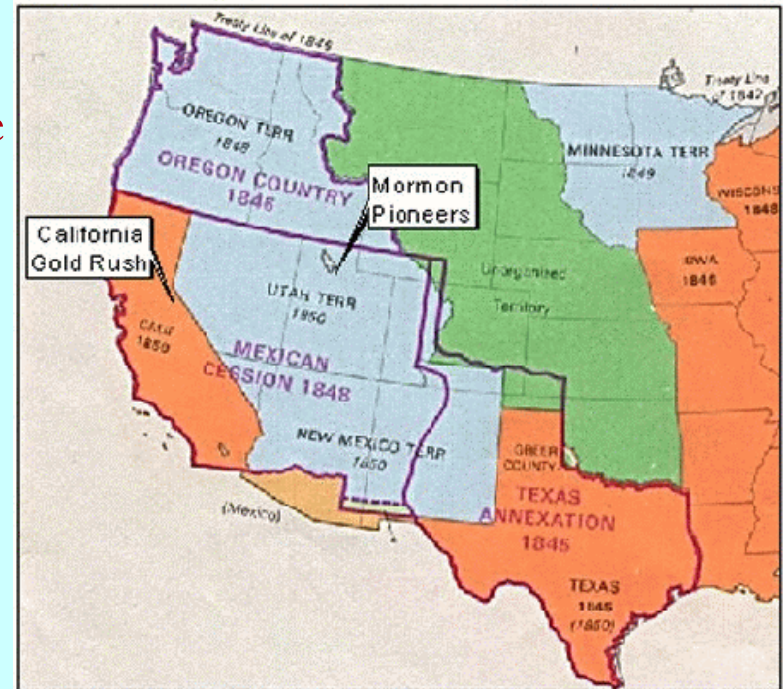 Treaty Line of 1846
Treaty Line
of 1842
OREGON TERR
1848
OREGON COUNTRY
1846
MINNESOTA TERR
1849
WISCONSIN
1848
Mormon
Pioneers
California
Gold Rush
IOWA
1846
Unorganized
Territory
UTAH TERR
1850
CALIF
1850
MEXICAN
CESSION 1848
NEW MEXICO TERR
1850
GREER
COUNTY
(Mexico)
TEXAS
ANNEXATION
1845
TEXAS
1845
(1850)